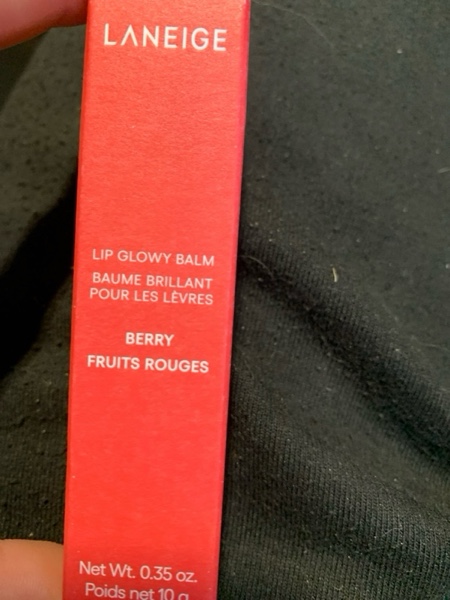 LANEIGE
LIP GLOWY BALM
BAUME BRILLANT
POUR LES LÈVRES
BERRY
FRUITS ROUGES
Net Wt. 0.35 oz.
Poids net 10 g